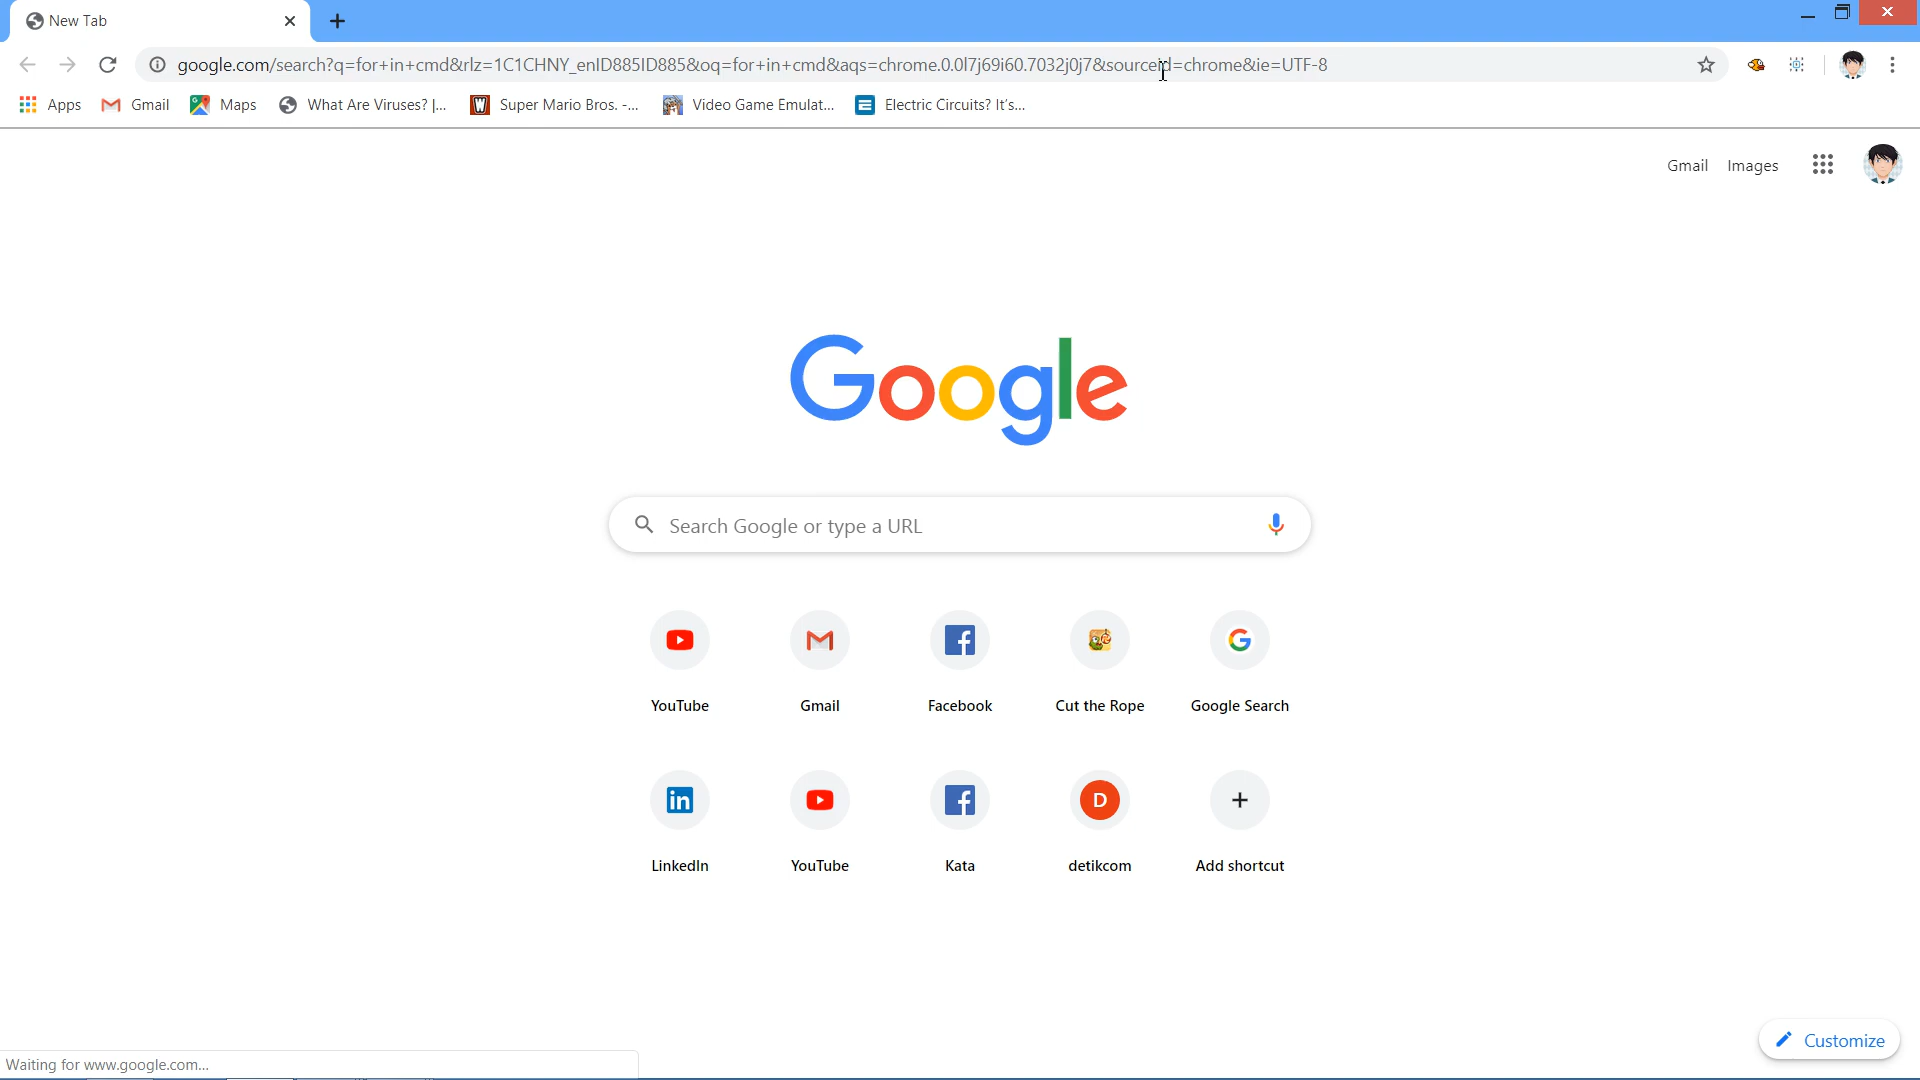 New Tab
google.com/search?q=for+in+cmd&rlz=1C1CHNY_enID885ID885&oq=for+in+cmd&aqs=chrome.0.0l7j69i60.7032j0j7&sourceid=chrome&ie=UTF-8
Apps Gmail Maps What Are Viruses? |... Super Mario Bros. -... Video Game Emulat... Electric Circuits? It's...
Gmail Images
Google
Search Google or type a URL
YouTube Gmail Facebook Cut the Rope Google Search
D
LinkedIn YouTube Kata detikcom Add shortcut
Customize
Waiting for www.google.com...